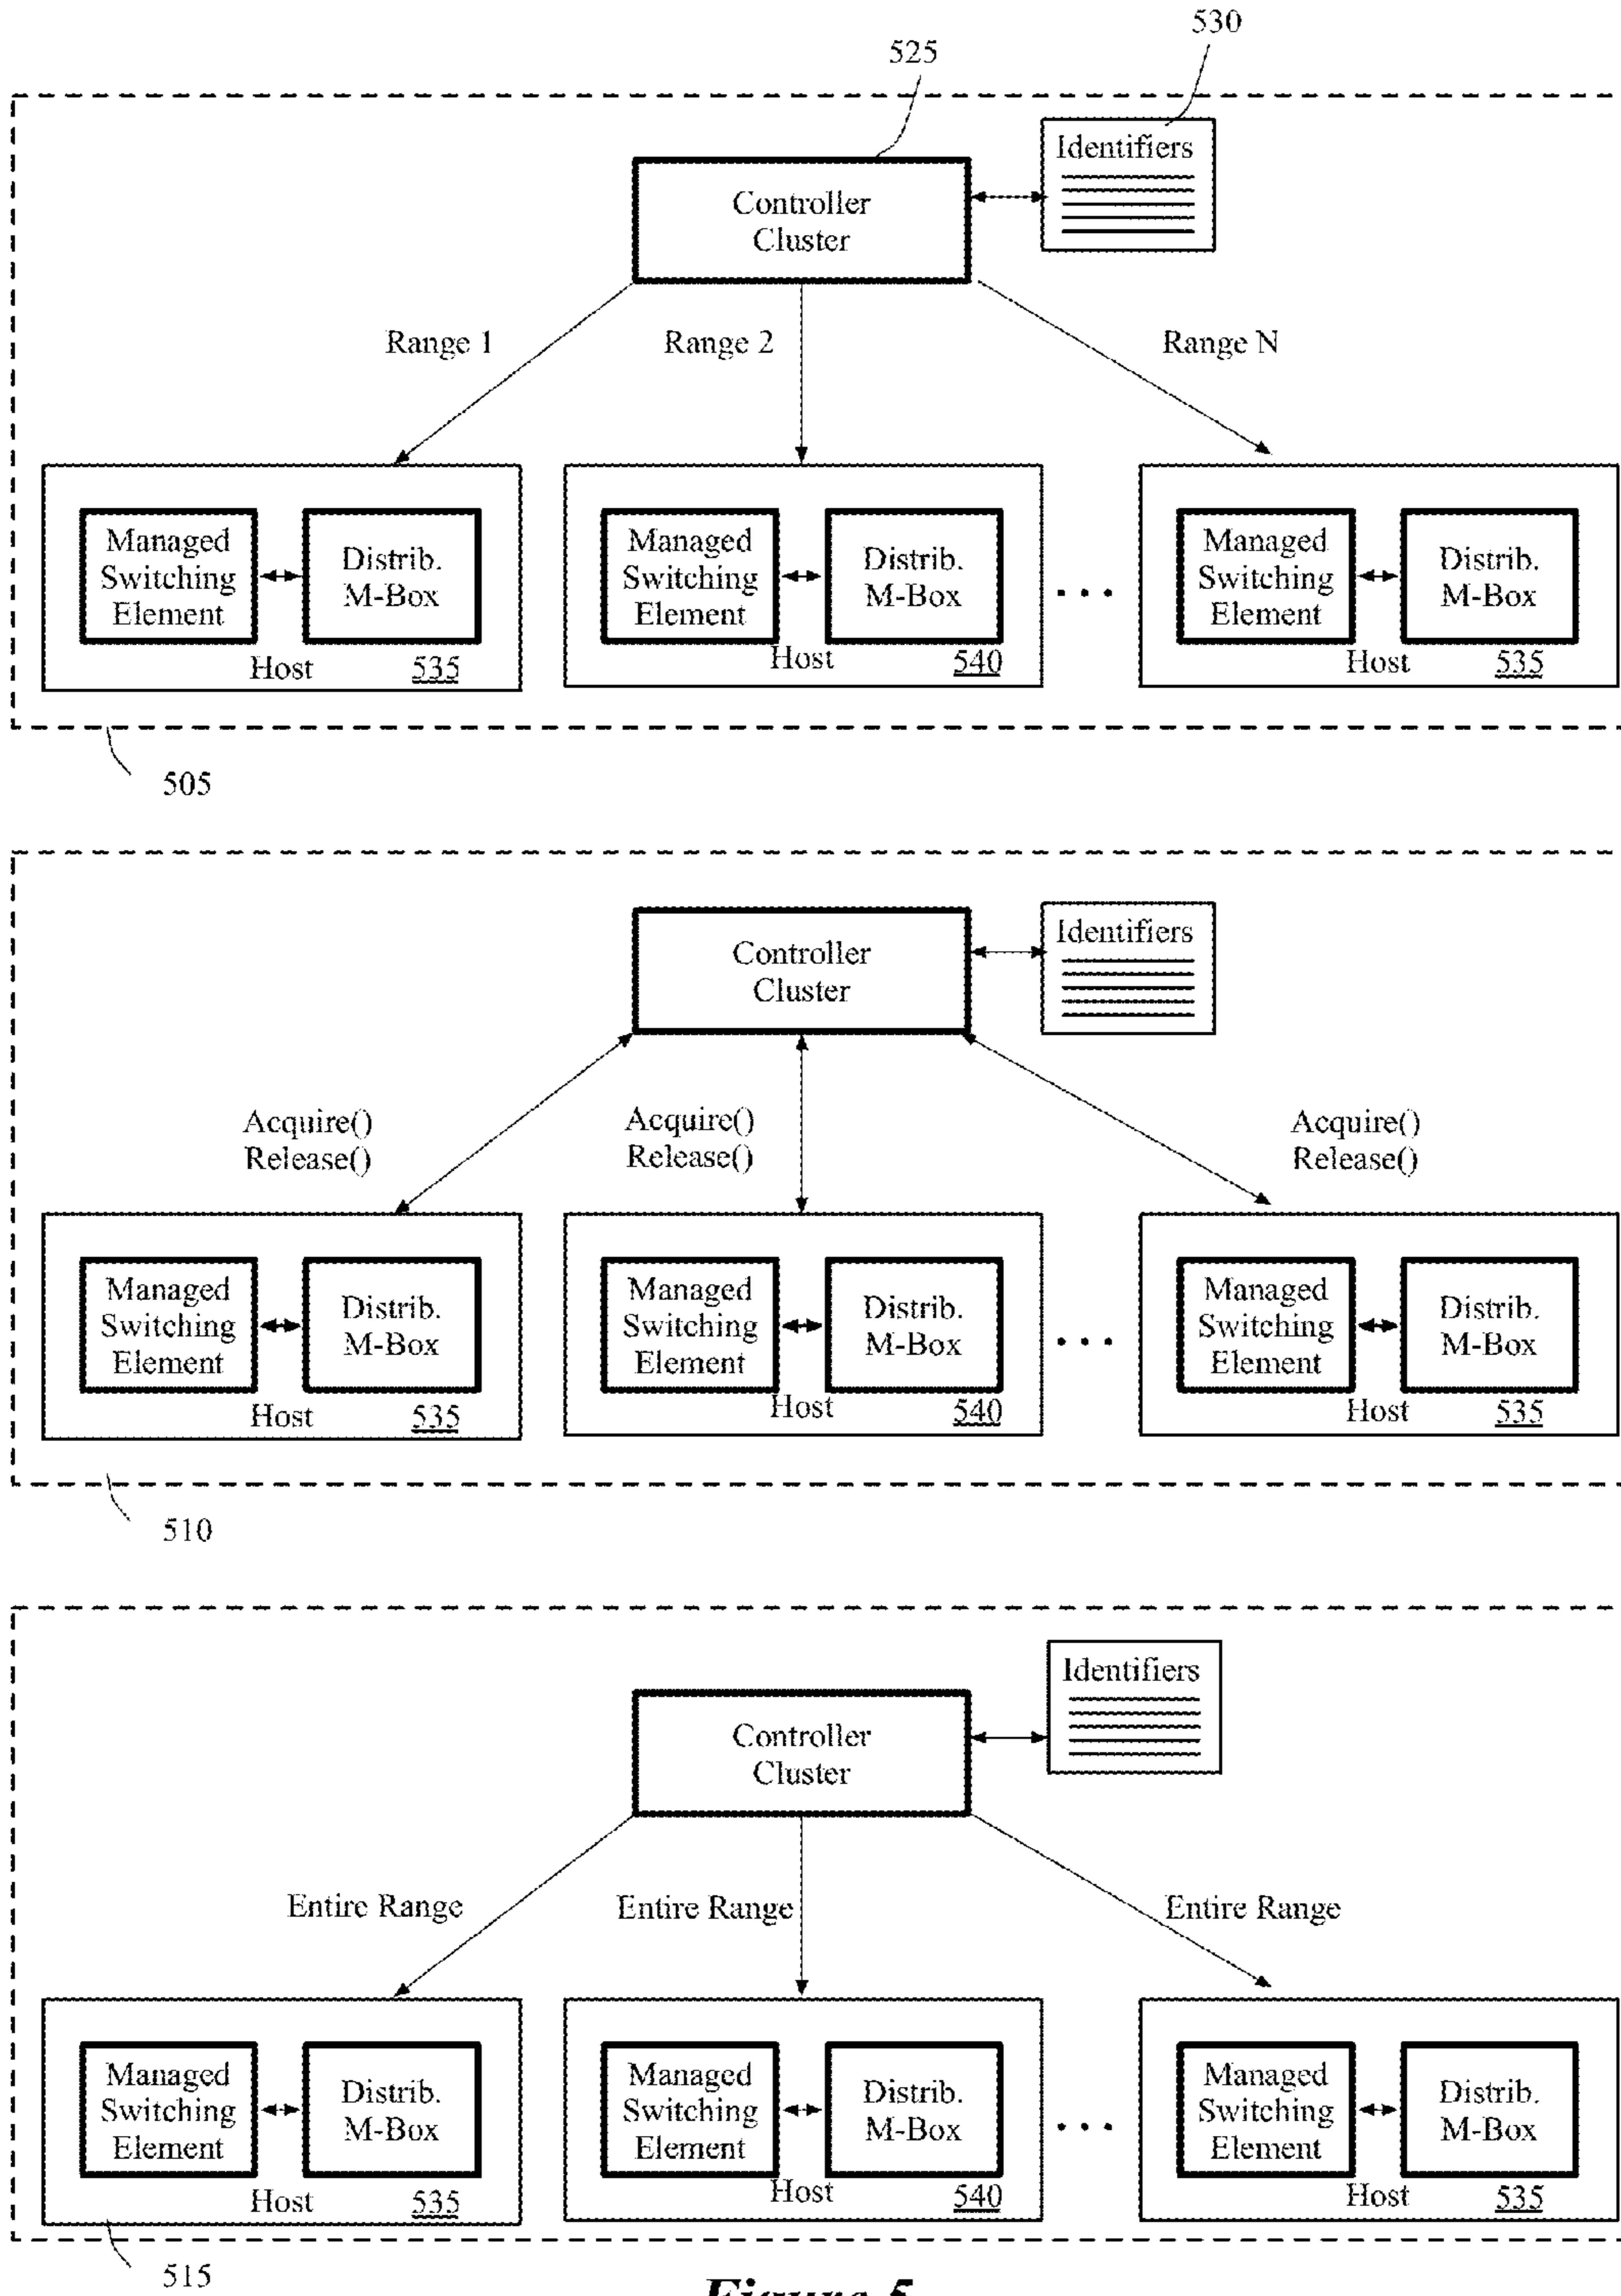 530
525
Identifiers
Controller
Cluster
Range 1
Range 2
Range N
Managed
Switching
Element
Distrib.
M-Box
Host 535
Managed
Switching
Element
Distrib.
M-Box
Host 540
...
Managed
Switching
Element
Distrib.
M-Box
Host 535
505
Identifiers
Controller
Cluster
Acquire()
Release()
Acquire()
Release()
Acquire()
Release()
Managed
Switching
Element
Distrib.
M-Box
Host 535
Managed
Switching
Element
Distrib.
M-Box
Host 540
...
Managed
Switching
Element
Distrib.
M-Box
Host 535
510
Identifiers
Controller
Cluster
Entire Range
Entire Range
Entire Range
Managed
Switching
Element
Distrib.
M-Box
Host 535
Managed
Switching
Element
Distrib.
M-Box
Host 540
...
Managed
Switching
Element
Distrib.
M-Box
Host 535
515
Figure 5